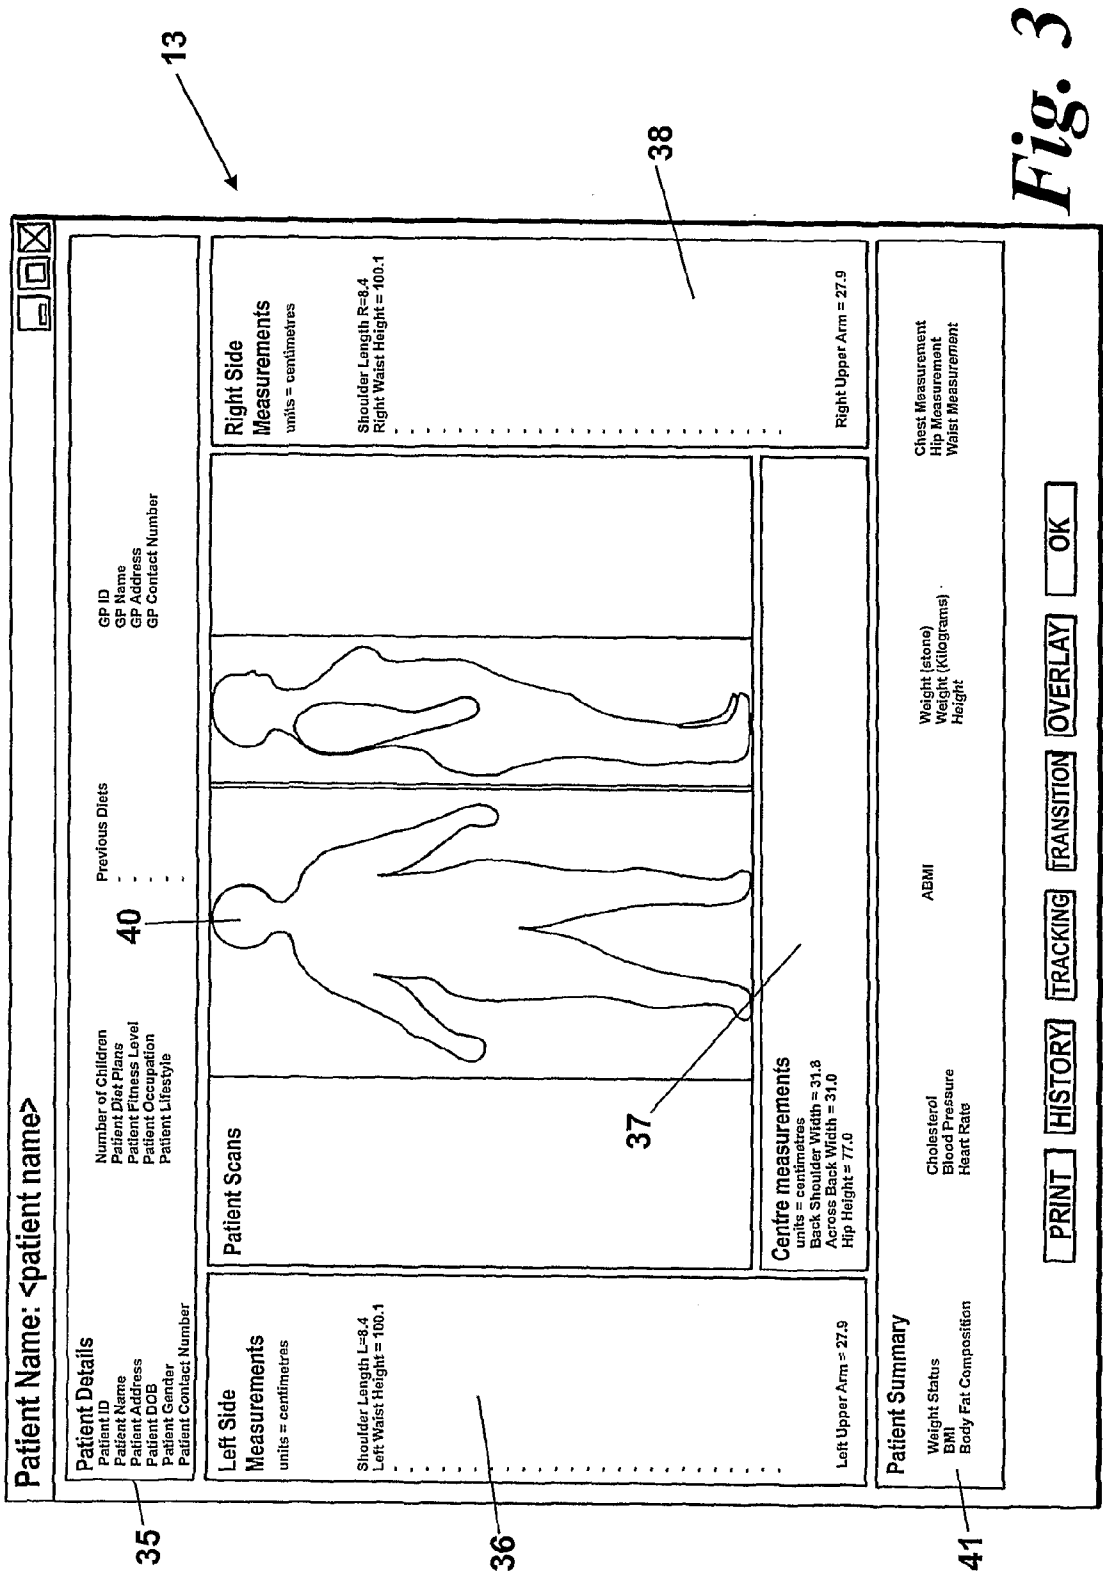 Patient Name: <patient name>
Patient Details
Patient ID
Patient Name
Patient Address
Patient DOB
Patient Gender
Patient Contact Number
Number of Children
Patient Diet Plans
Patient Fitness Level
Patient Occupation
Patient Lifestyle
Previous Diets
GP ID
GP Name
GP Address
GP Contact Number
35
40
13
Left Side
Measurements
units = centimetres
Shoulder Length L=8.4
Left Waist Height = 100.1
Left Upper Arm = 27.9
36
Patient Scans
Centre measurements
units = centimetres
Back Shoulder Width = 31.8
Across Back Width = 31.0
Hip Height = 77.0
37
Right Side
Measurements
units = centimetres
Shoulder Length R=8.4
Right Waist Height = 100.1
Right Upper Arm = 27.9
38
Patient Summary
Weight Status
BMI
Body Fat Composition
Cholesterol
Blood Pressure
Heart Rate
ABMI
Weight (stone)
Weight (Kilograms)
Height
Chest Measurement
Hip Measurement
Waist Measurement
41
PRINT HISTORY TRACKING TRANSITION OVERLAY OK
Fig. 3